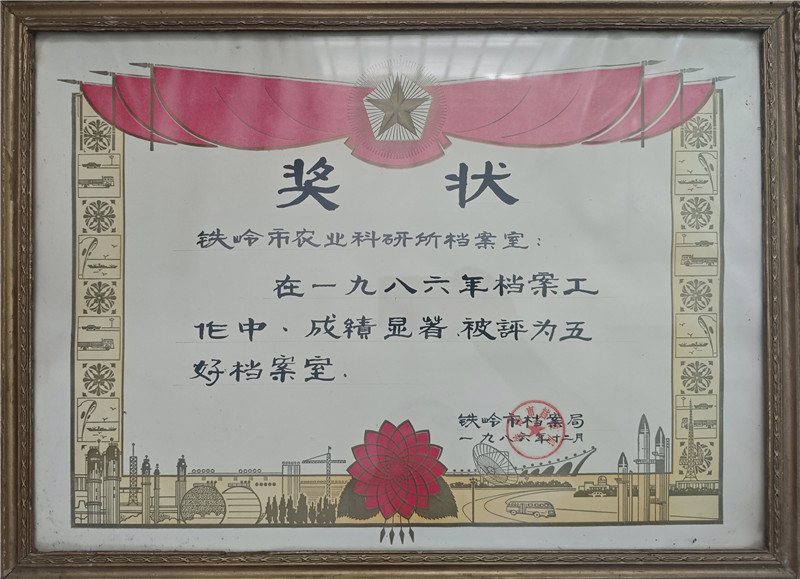 奖状
铁岭市农业科研所档案室：
在一九八六年档案工
作中、成績显著.被評为五
好档案室.
铁岭市档案局
一九八六年十二月